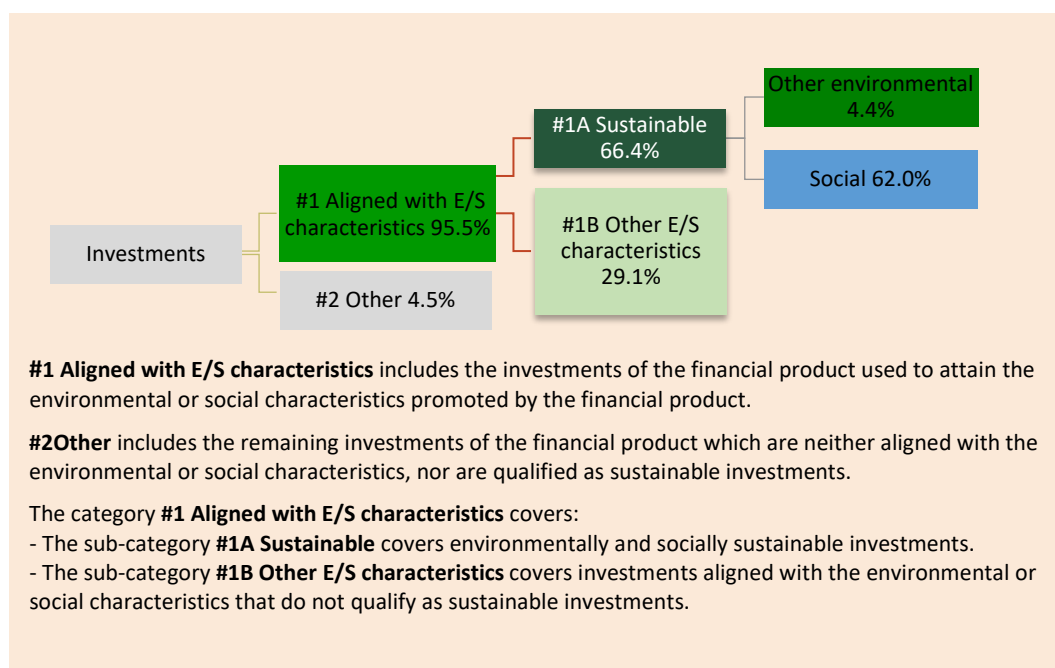 Other environmental
4.4%
#1A Sustainable
66.4%
Social 62.0%
#1 Aligned with E/S
characteristics 95.5%
#1B Other E/S
characteristics
29.1%
Investments
#2 Other 4.5%
#1 Aligned with E/S characteristics includes the investments of the financial product used to attain the
environmental or social characteristics promoted by the financial product.
#2Other includes the remaining investments of the financial product which are neither aligned with the
environmental or social characteristics, nor are qualified as sustainable investments.
The category #1 Aligned with E/S characteristics covers:
- The sub-category #1A Sustainable covers environmentally and socially sustainable investments.
- The sub-category #1B Other E/S characteristics covers investments aligned with the environmental or
social characteristics that do not qualify as sustainable investments.